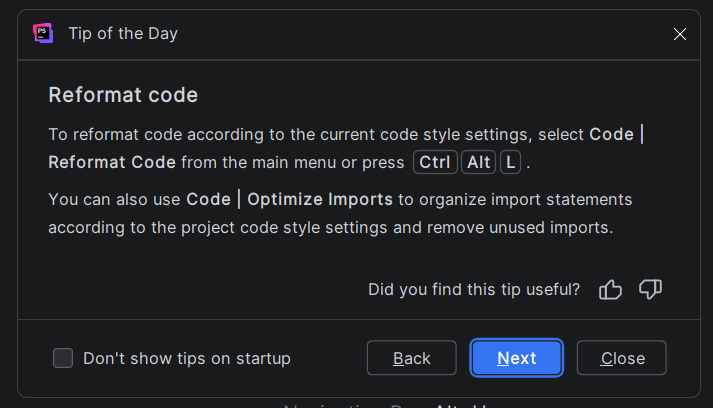 PS
Tip of the Day
Reformat code
To reformat code according to the current code style settings, select Code |
Reformat Code from the main menu or press Ctrl Alt L .
You can also use Code | Optimize Imports to organize import statements
according to the project code style settings and remove unused imports.
Did you find this tip useful?
Don't show tips on startup
Back
Next
Close